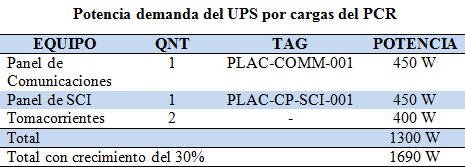 Potencia demanda del UPS por cargas del PCR
EQUIPO QNT TAG POTENCIA
Panel de Comunicaciones 1 PLAC-COMM-001 450 W
Panel de SCI 1 PLAC-CP-SCI-001 450 W
Tomacorrientes 2 - 400 W
Total 1300 W
Total con crecimiento del 30% 1690 W